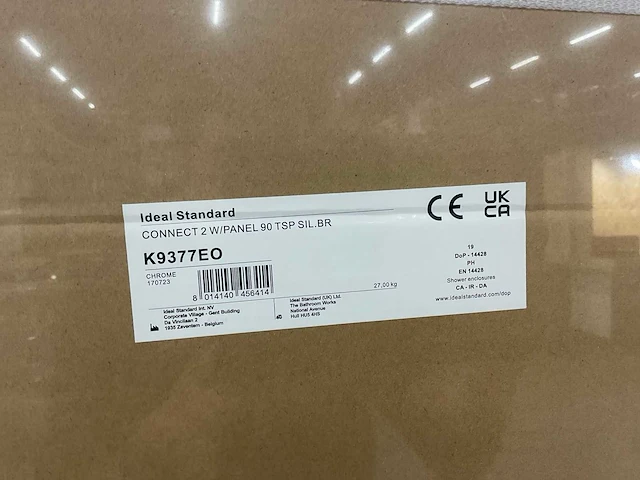 Ideal Standard
CONNECT 2 W/PANEL 90 TSP SIL.BR
K9377EO
CHROME
170723
8 014140 456414
27,00 kg
Ideal Standard Int. NV
Corporate Village - Gent Building
Da Vincilaan 2
1935 Zaventem - Belgium
Ideal Standard (UK) Ltd.
The Bathroom Works
National Avenue
Hull HU5 4HS
CE
UK
CA
19
DoP - 14428
PH
EN 14428
Shower enclosures
CA - IR - DA
www.idealstandard.com/dop